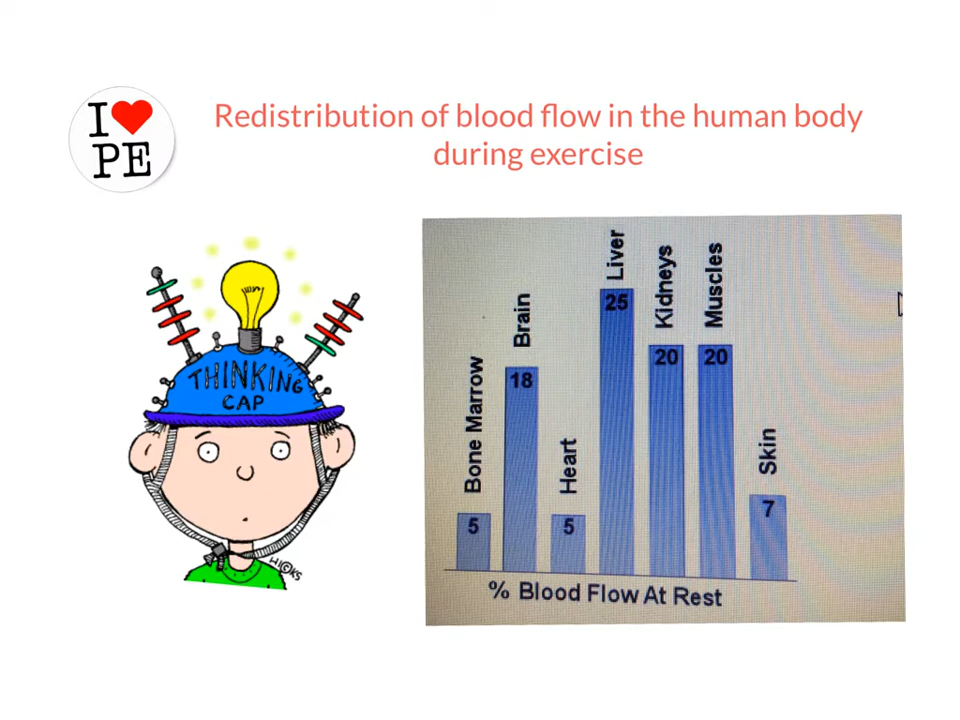 I❤
PE
Redistribution of blood flow in the human body
during exercise
THINKING
CAP
HICKS
Bone Marrow
Brain
Heart
Liver
Kidneys
Muscles
Skin
5
18
5
25
20
20
7
% Blood Flow At Rest